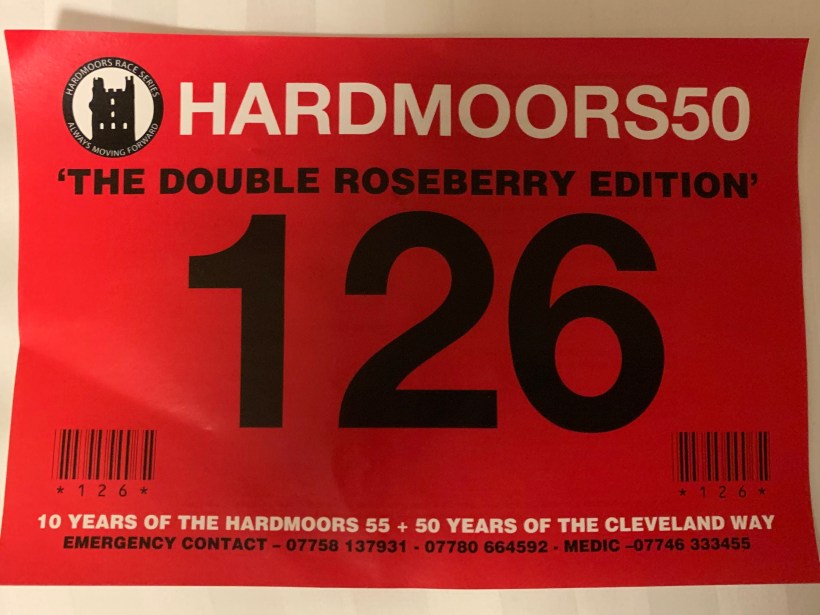 HARDMOORS RACE SERIES
ALWAYS MOVING FORWARD
HARDMOORS50
‘THE DOUBLE ROSEBERRY EDITION’
126
*126* *126*
10 YEARS OF THE HARDMOORS 55 + 50 YEARS OF THE CLEVELAND WAY
EMERGENCY CONTACT – 07758 137931 - 07780 664592 - MEDIC –07746 333455